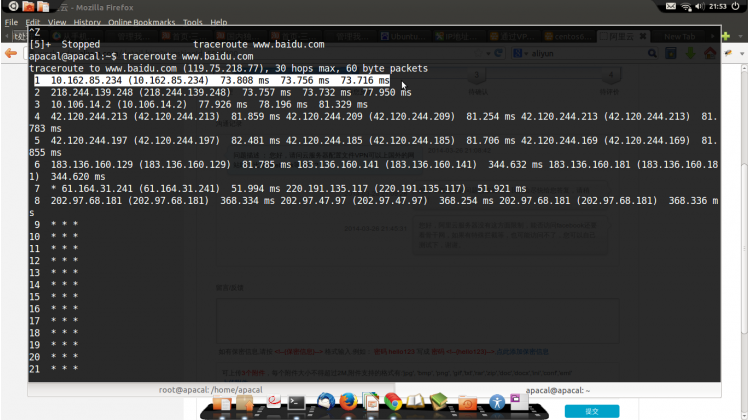 - Mozilla Firefox
21:53
File Edit View History Bookmarks Tools Help
^Z
[5]+ Stopped traceroute www.baidu.com
apacal@apacal:~$ traceroute www.baidu.com
traceroute to www.baidu.com (119.75.218.77), 30 hops max, 60 byte packets
1 10.162.85.234 (10.162.85.234) 73.808 ms 73.756 ms 73.716 ms
2 218.244.139.248 (218.244.139.248) 73.757 ms 73.732 ms 77.950 ms
3 10.106.14.2 (10.106.14.2) 77.926 ms 78.196 ms 81.329 ms
4 42.120.244.213 (42.120.244.213) 81.859 ms 42.120.244.209 (42.120.244.209) 81.254 ms 42.120.244.213 (42.120.244.213) 81.
783 ms
5 42.120.244.197 (42.120.244.197) 82.481 ms 42.120.244.185 (42.120.244.185) 81.706 ms 42.120.244.169 (42.120.244.169) 81.
855 ms
6 183.136.160.129 (183.136.160.129) 81.785 ms 183.136.160.141 (183.136.160.141) 344.632 ms 183.136.160.181 (183.136.160.18
1) 344.620 ms
7 * 61.164.31.241 (61.164.31.241) 51.994 ms 220.191.135.117 (220.191.135.117) 51.921 ms
8 202.97.68.181 (202.97.68.181) 368.334 ms 202.97.47.97 (202.97.47.97) 368.254 ms 202.97.68.181 (202.97.68.181) 368.336 m
s
9 * * *
10 * * *
11 * * *
12 * * *
13 * * *
14 * * *
15 * * *
16 * * *
17 * * *
18 * * *
19 * * *
20 * * *
21 * * *
root@apacal: /home/apacal
apacal@apacal: ~
提交